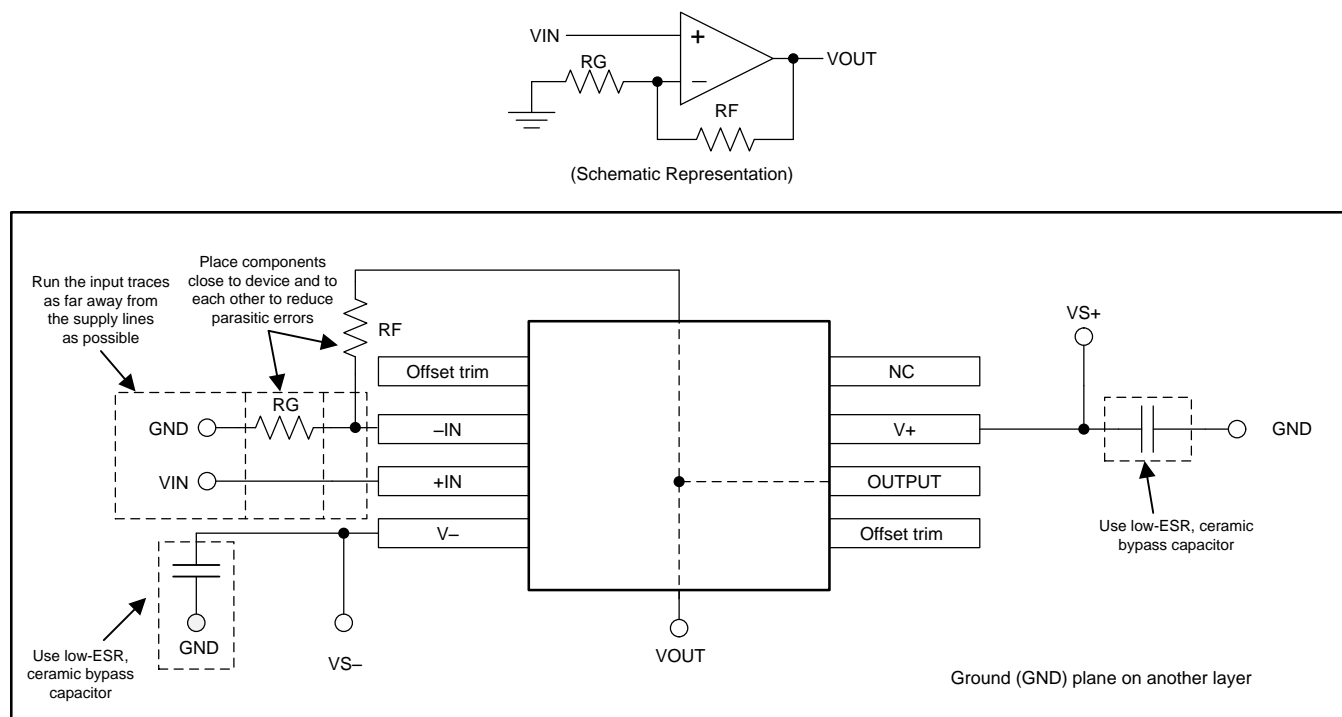 VIN
+
RG
–
VOUT
RF
(Schematic Representation)
Run the input traces
as far away from
the supply lines
as possible
Place components
close to device and to
each other to reduce
parasitic errors
RF
VS+
Offset trim
NC
RG
GND
–IN
V+
GND
VIN
+IN
OUTPUT
V–
Offset trim
Use low-ESR, ceramic
bypass capacitor
GND
Use low-ESR,
ceramic bypass
capacitor
VS–
VOUT
Ground (GND) plane on another layer